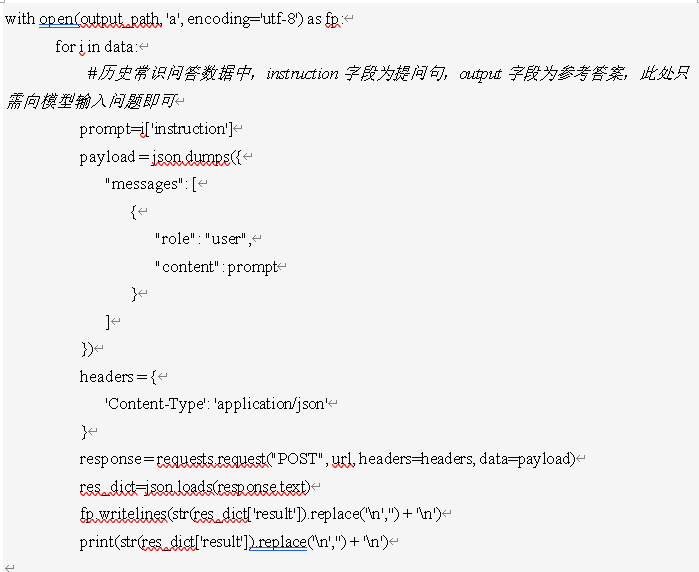 with open(output_path, 'a', encoding='utf-8') as fp:
for i in data:
#历史常识问答数据中，instruction 字段为提问句，output 字段为参考答案，此处只
需向模型输入问题即可
prompt=i['instruction']
payload=json.dumps({
"messages": [
{
"role": "user",
"content": prompt
}
]
})
headers={
'Content-Type': 'application/json'
}
response=requests.request("POST", url, headers=headers, data=payload)
res_dict=json.loads(response.text)
fp.writelines(str(res_dict['result']).replace('\n','')+'\n')
print(str(res_dict['result']).replace('\n','')+'\n')